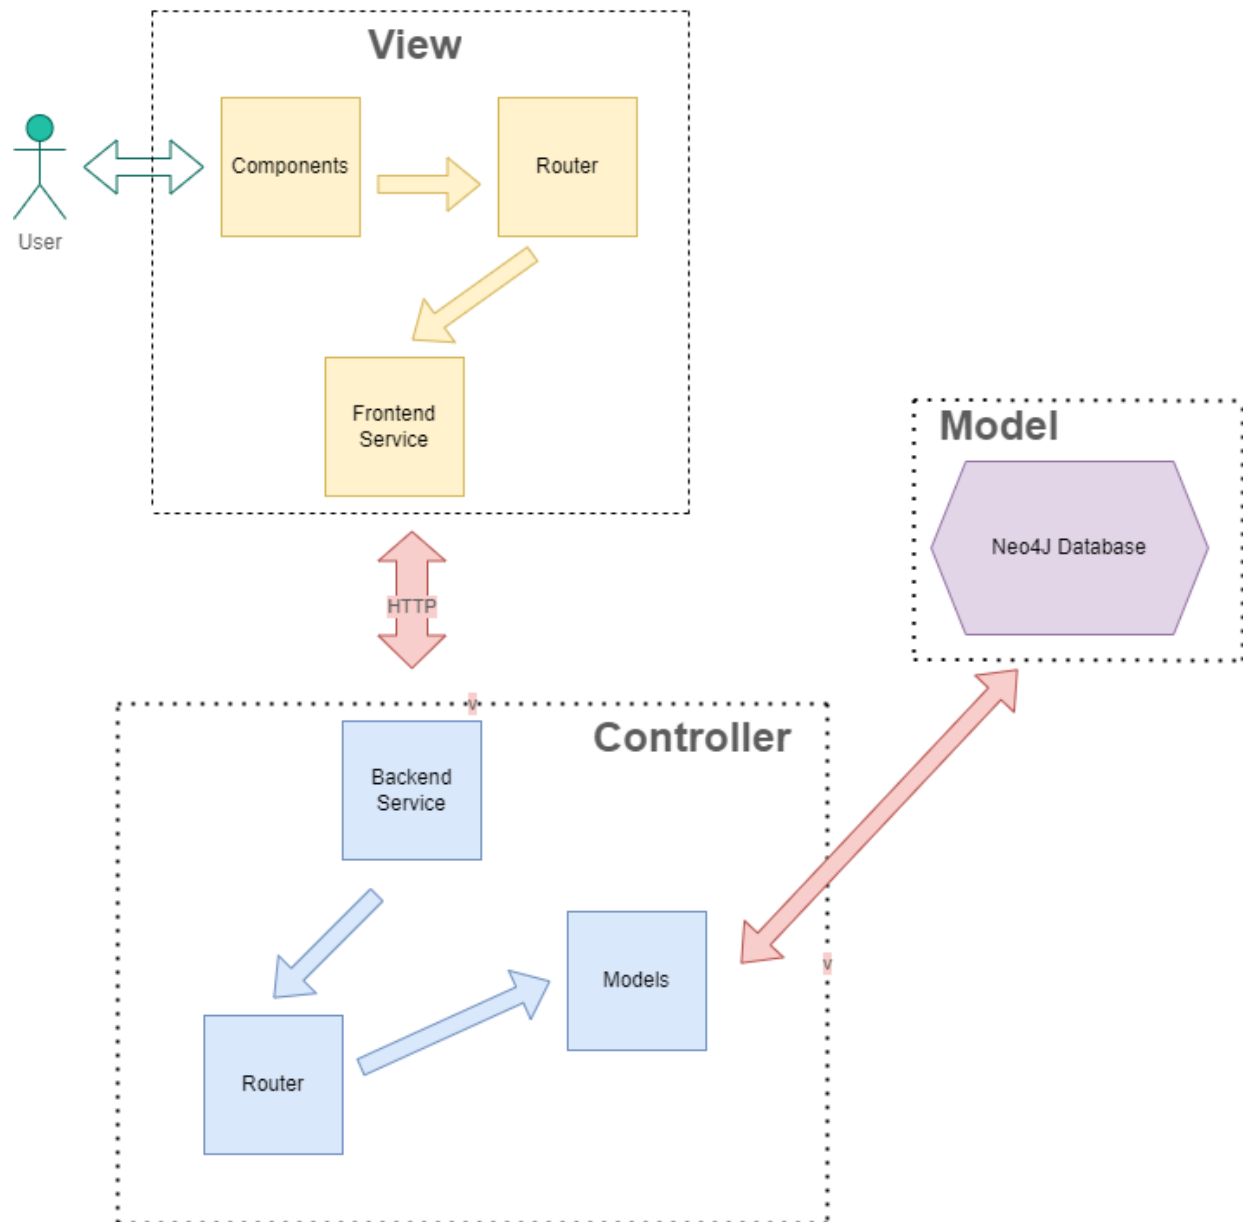 View
Components
Router
User
Frontend
Service
Model
Neo4J Database
HTTP
v
Controller
Backend
Service
Models
v
Router